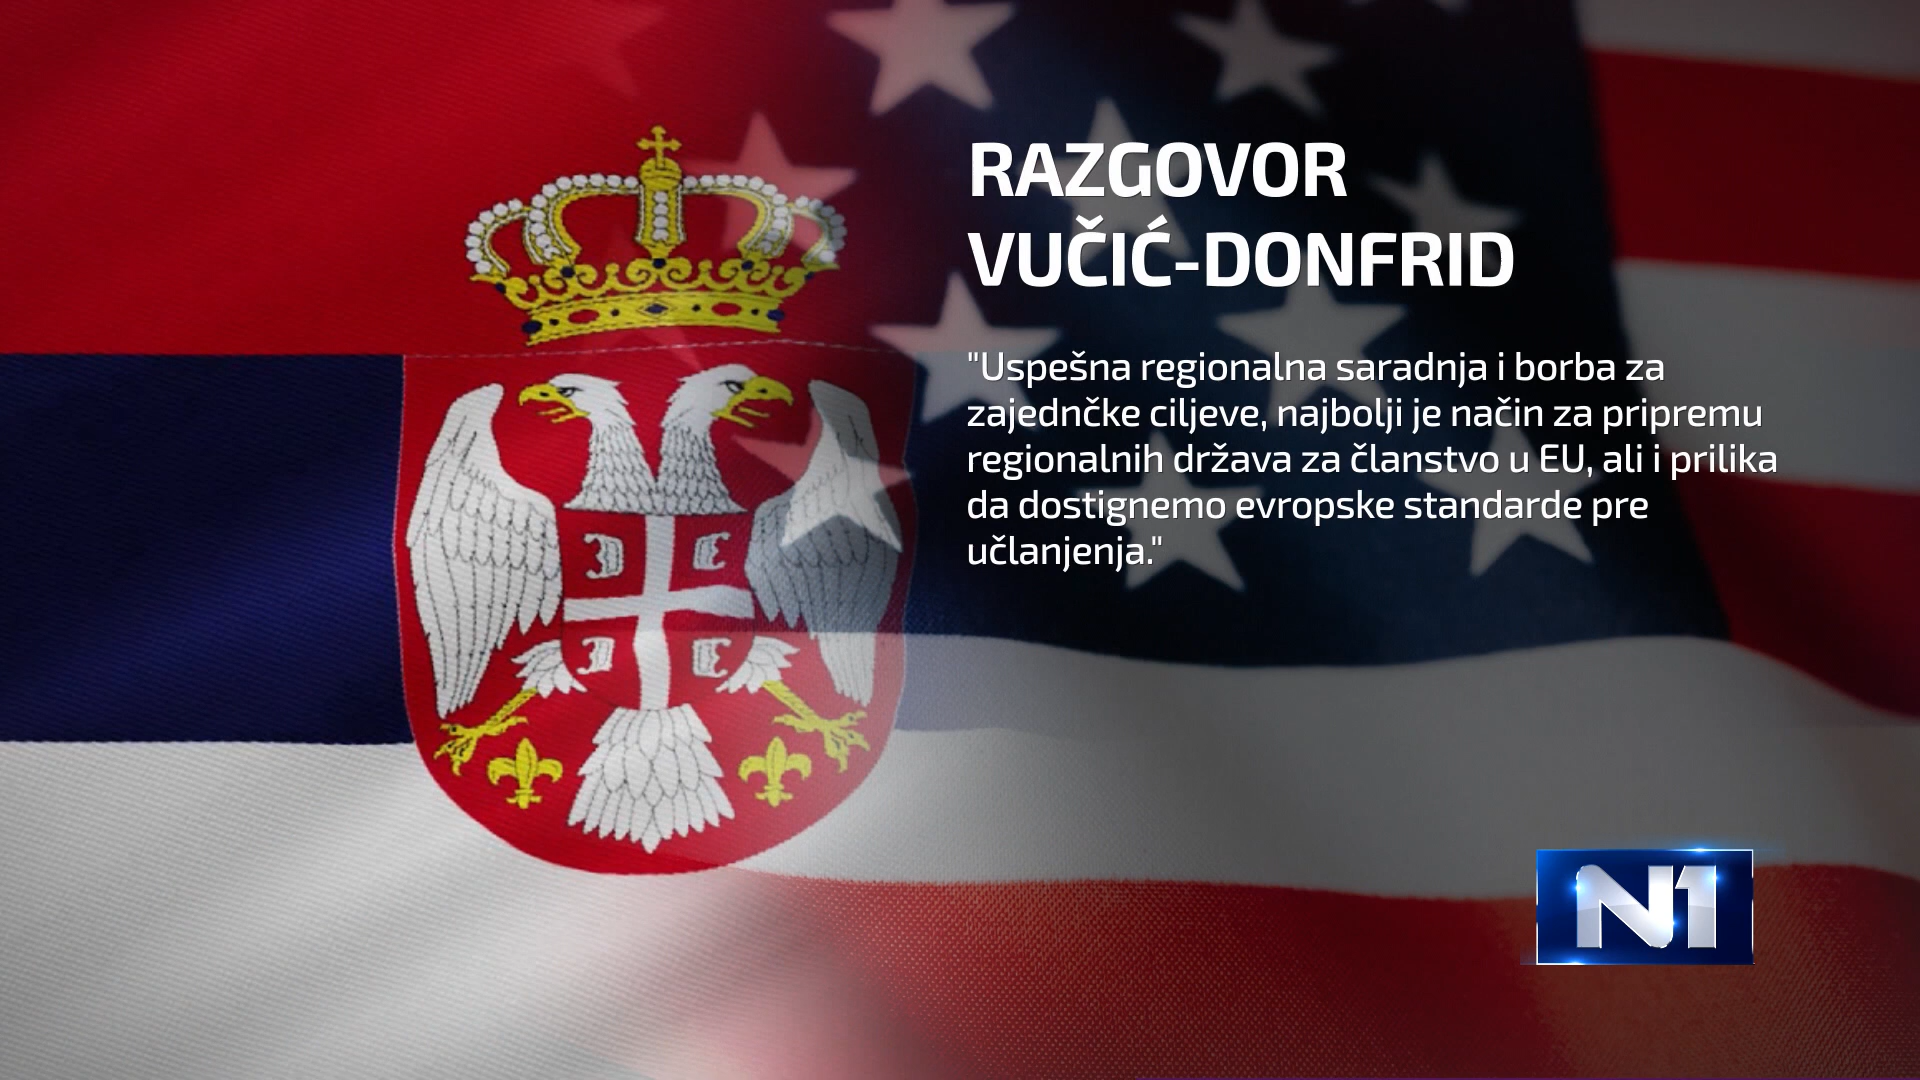 RAZGOVOR
VUČIĆ-DONFRID
"Uspešna regionalna saradnja i borba za
zajednčke ciljeve, najbolji je način za pripremu
regionalnih država za članstvo u EU, ali i prilika
da dostignemo evropske standarde pre
učlanjenja."
N1